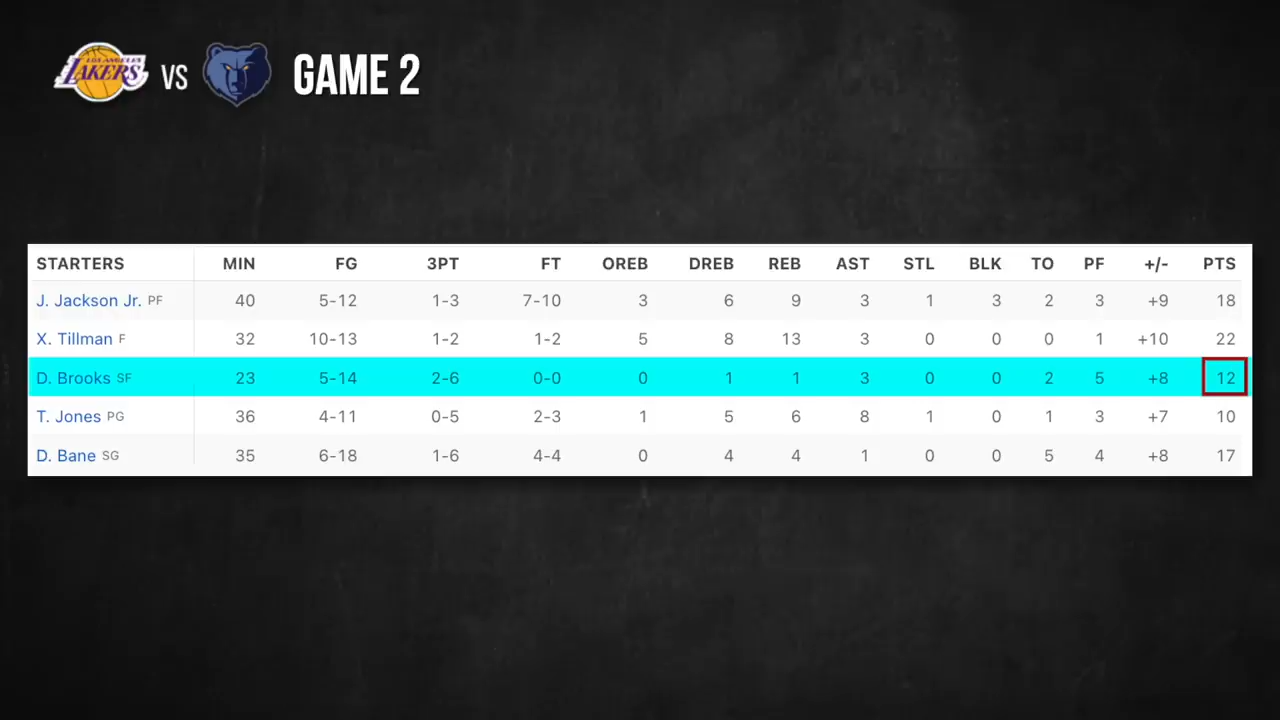 LOS ANGELES
LAKERS VS GAME 2
STARTERS MIN FG 3PT FT OREB DREB REB AST STL BLK TO PF +/- PTS
J. Jackson Jr. PF 40 5-12 1-3 7-10 3 6 9 3 1 3 2 3 +9 18
X. Tillman F 32 10-13 1-2 1-2 5 8 13 3 0 0 0 1 +10 22
D. Brooks SF 23 5-14 2-6 0-0 0 1 1 3 0 0 2 5 +8 12
T. Jones PG 36 4-11 0-5 2-3 1 5 6 8 1 0 1 3 +7 10
D. Bane SG 35 6-18 1-6 4-4 0 4 4 1 0 0 5 4 +8 17